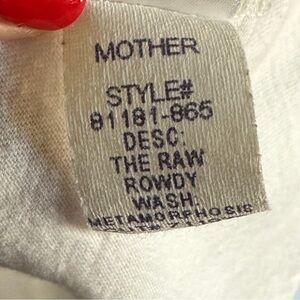 MOTHER
STYLE#
81181-865
DESC:
THE RAW
ROWDY
WASH:
METAMORPHOSIS